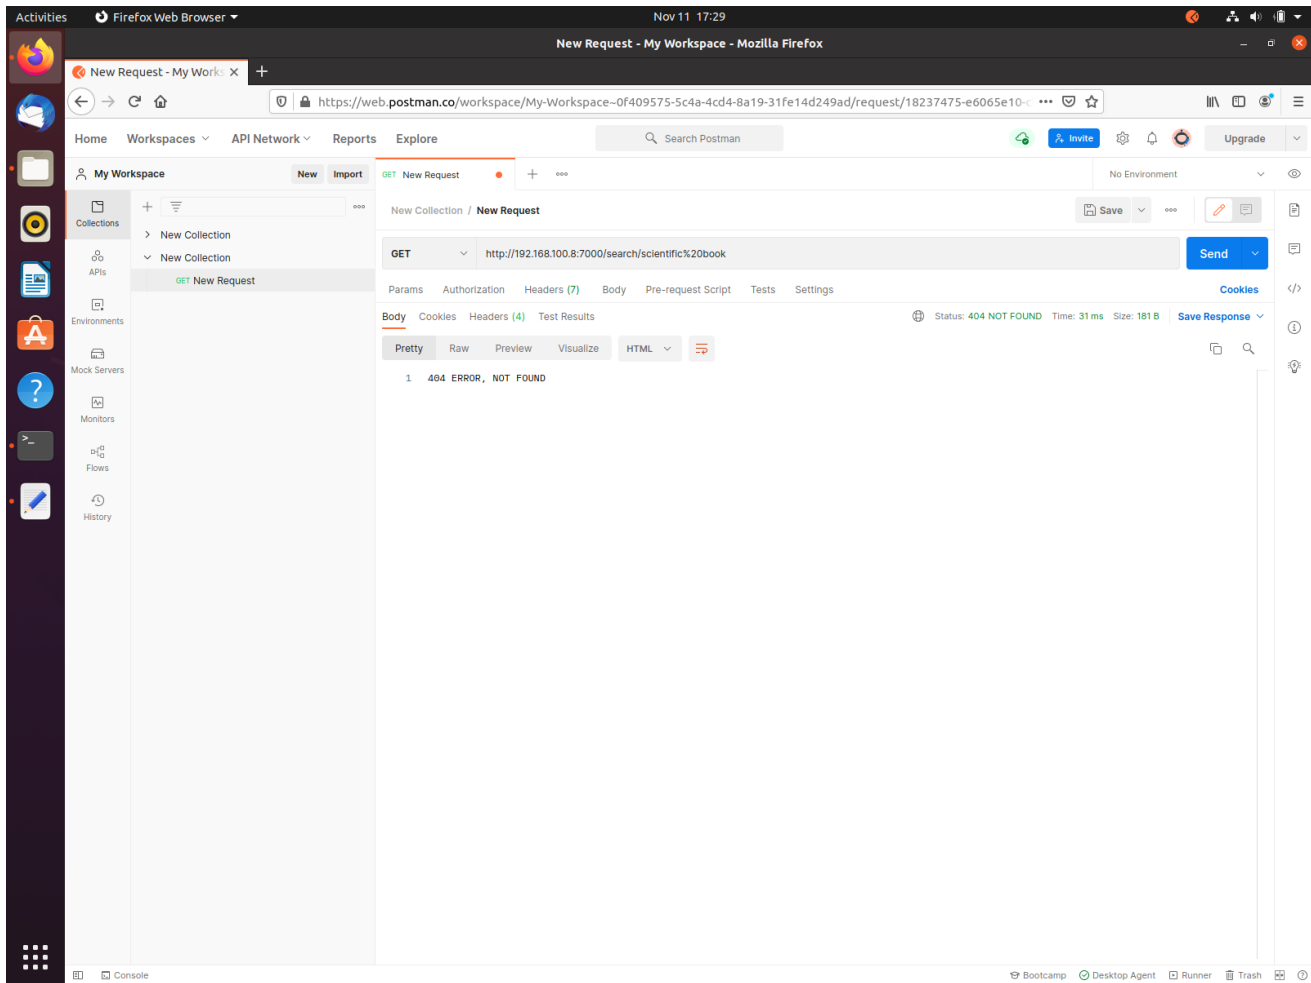 Activities Firefox Web Browser Nov 11 17:29
New Request - My Workspace - Mozilla Firefox
New Request - My Works
https://web.postman.co/workspace/My-Workspace~0f409575-5c4a-4cd4-8a19-31fe14d249ad/request/18237475-e6065e10-c
Home Workspaces API Network Reports Explore Search Postman Invite Upgrade
My Workspace New Import GET New Request No Environment
Collections New Collection / New Request Save
New Collection
New Collection
GET New Request
APIs
Environments
Mock Servers
Monitors
Flows
History
GET http://192.168.100.8:7000/search/scientific%20book Send
Params Authorization Headers (7) Body Pre-request Script Tests Settings Cookies
Body Cookies Headers (4) Test Results Status: 404 NOT FOUND Time: 31 ms Size: 181 B Save Response
Pretty Raw Preview Visualize HTML
1 404 ERROR, NOT FOUND
Console Bootcamp Desktop Agent Runner Trash